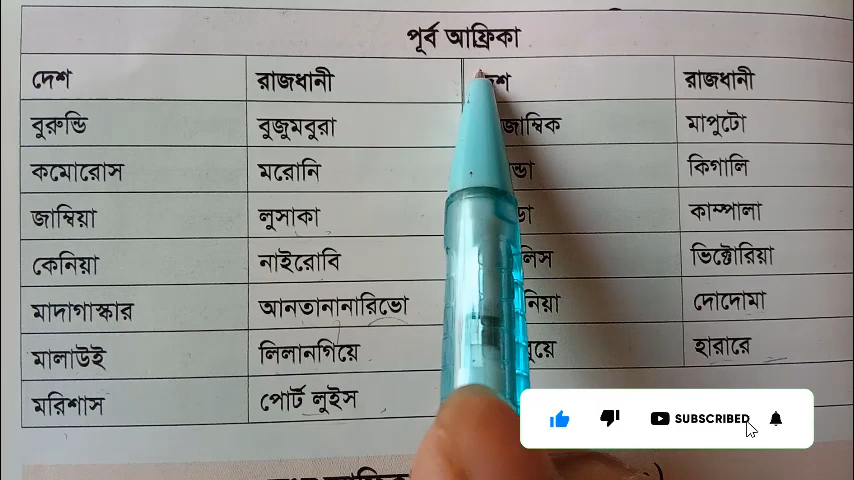 পূর্ব আফ্রিকা
দেশ রাজধানী রাজধানী
বুরুন্ডি বুজুমবুরা মাপুটো
কমোরোস মরোনি কিগালি
জাম্বিয়া লুসাকা কাম্পালা
কেনিয়া নাইরোবি ভিক্টোরিয়া
মাদাগাস্কার আনতানানারিভো দোদোমা
মালাউই লিলানগিয়ে হারারে
মরিশাস পোর্ট লুইস
SUBSCRIBED